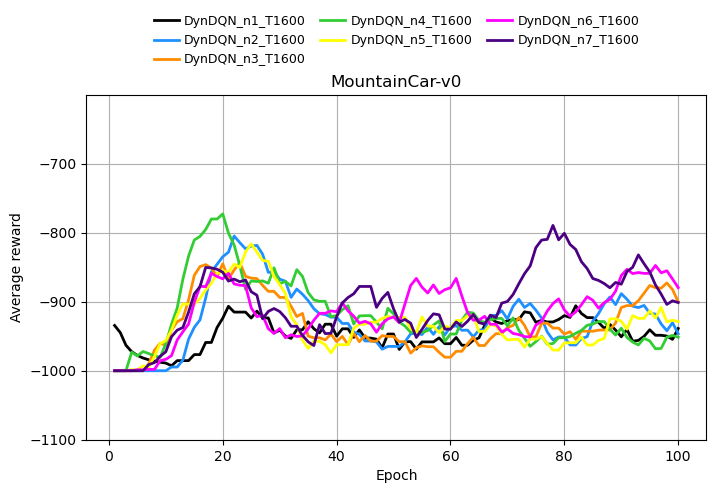 DynDQN_n1_T1600 DynDQN_n4_T1600 DynDQN_n6_T1600
DynDQN_n2_T1600 DynDQN_n5_T1600 DynDQN_n7_T1600
DynDQN_n3_T1600
MountainCar-v0
Average reward
−700
−800
−900
−1000
−1100
0 20 40 60 80 100
Epoch